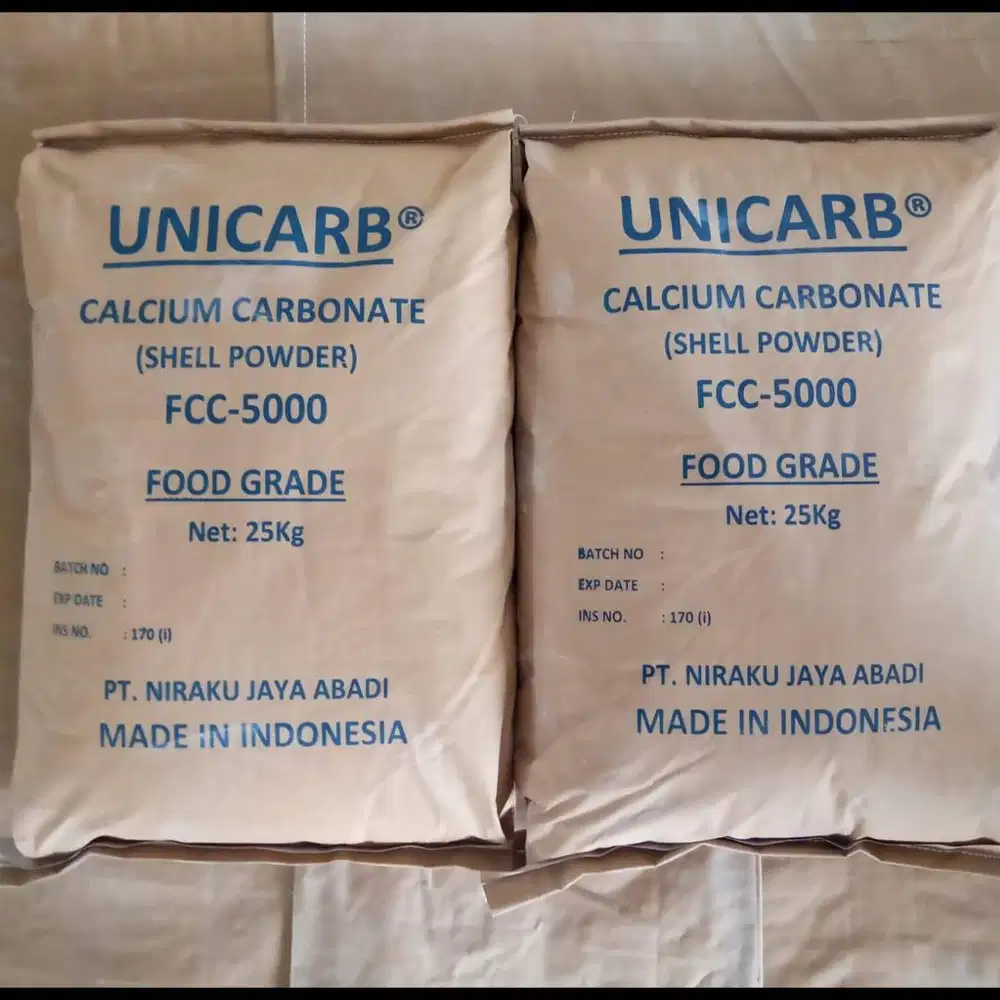 UNICARB®
CALCIUM CARBONATE
(SHELL POWDER)
FCC-5000
FOOD GRADE
Net: 25Kg
BATCH NO :
EXP DATE :
INS NO. : 170 (i)
PT. NIRAKU JAYA ABADI
MADE IN INDONESIA
UNICARB®
CALCIUM CARBONATE
(SHELL POWDER)
FCC-5000
FOOD GRADE
Net: 25Kg
BATCH NO :
EXP DATE :
INS NO. : 170 (i)
PT. NIRAKU JAYA ABADI
MADE IN INDONESIA